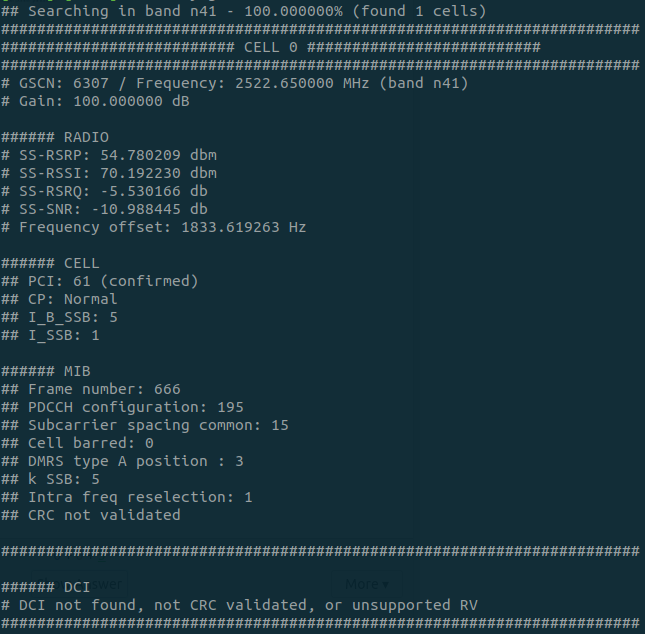 ## Searching in band n41 - 100.000000% (found 1 cells)
#######################################################################
########################## CELL 0 ##########################
#######################################################################
# GSCN: 6307 / Frequency: 2522.650000 MHz (band n41)
# Gain: 100.000000 dB
###### RADIO
# SS-RSRP: 54.780209 dbm
# SS-RSSI: 70.192230 dbm
# SS-RSRQ: -5.530166 db
# SS-SNR: -10.988445 db
# Frequency offset: 1833.619263 Hz
###### CELL
## PCI: 61 (confirmed)
## CP: Normal
## I_B_SSB: 5
## I_SSB: 1
###### MIB
## Frame number: 666
## PDCCH configuration: 195
## Subcarrier spacing common: 15
## Cell barred: 0
## DMRS type A position : 3
## k SSB: 5
## Intra freq reselection: 1
## CRC not validated
#######################################################################
###### DCI
More
# DCI not found, not CRC validated, or unsupported RV
#######################################################################